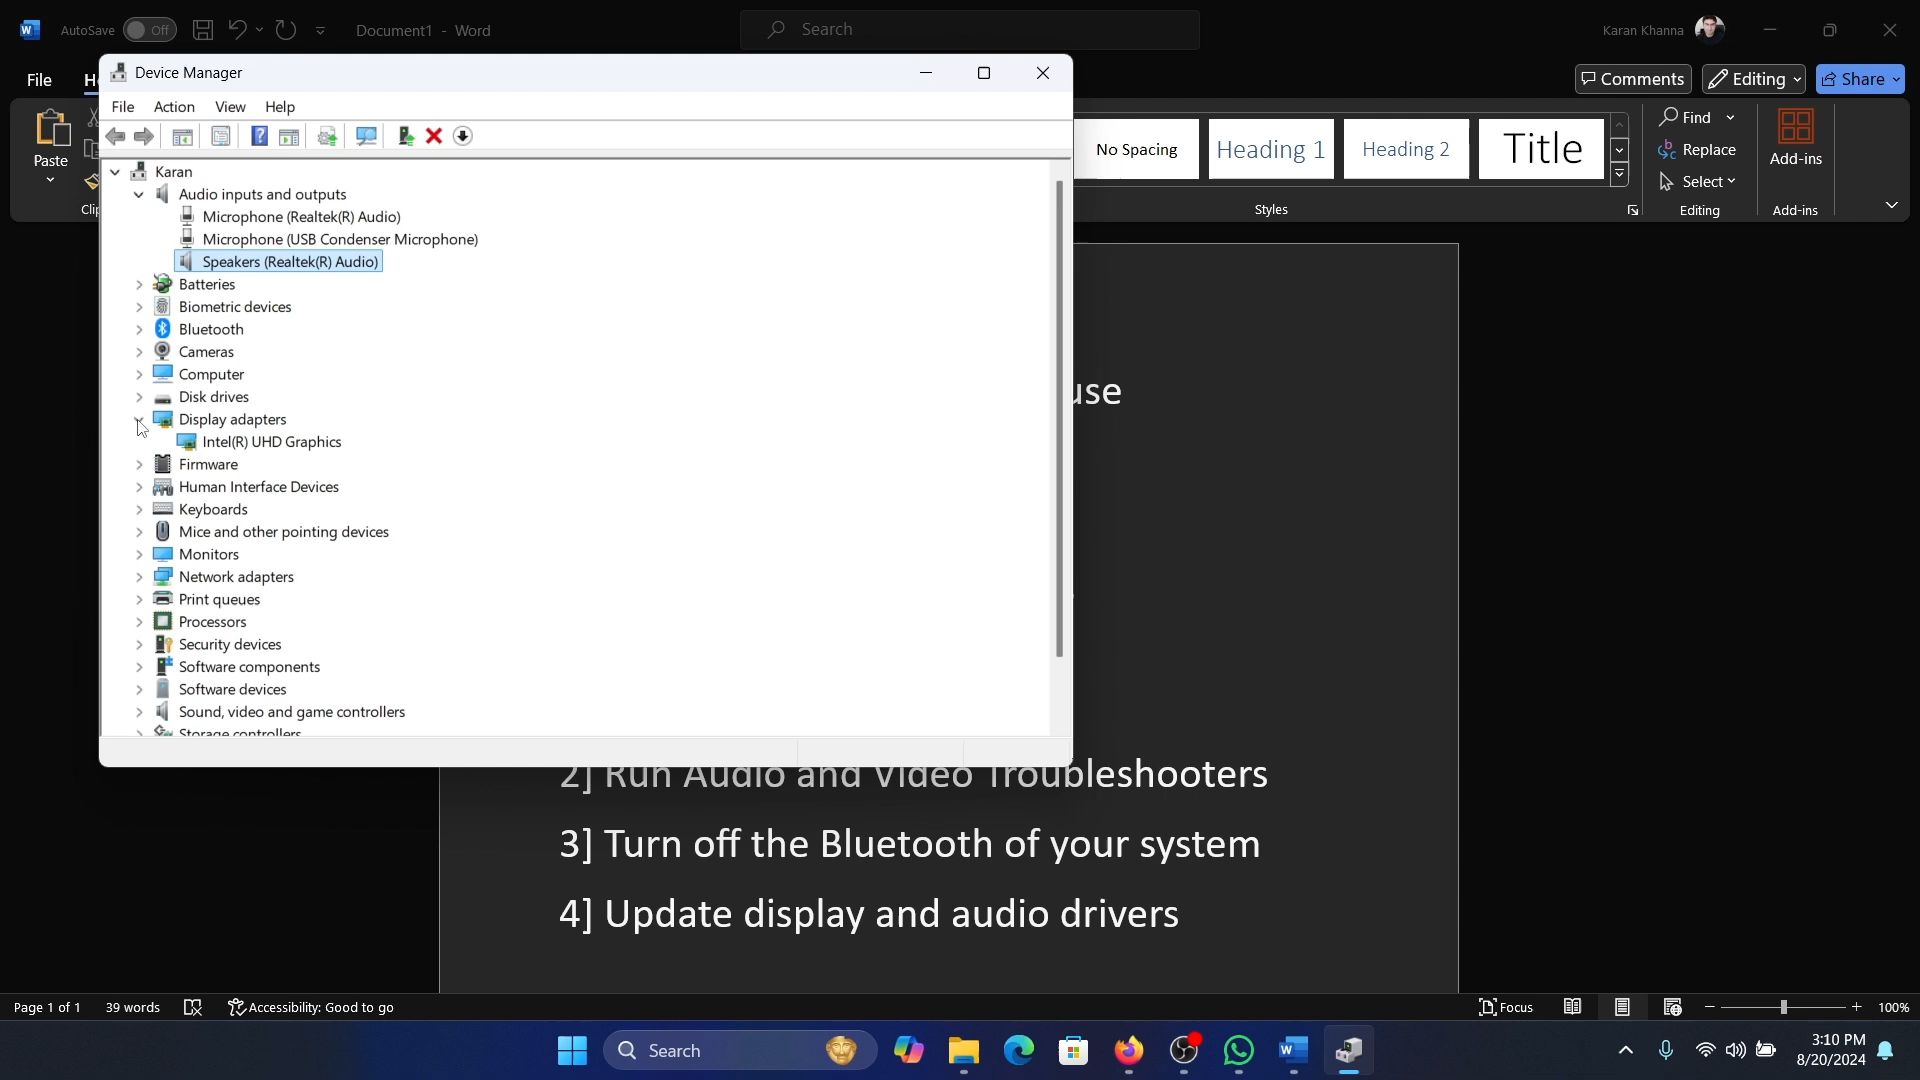 AutoSave Off Document1 - Word Search Karan Khanna
File Comments Editing Share
Device Manager
File Action View Help
Paste
No Spacing Heading 1 Heading 2 Title
Styles
Find
Replace
Select
Editing
Add-ins
Add-ins
Karan
Audio inputs and outputs
Microphone (Realtek(R) Audio)
Microphone (USB Condenser Microphone)
Speakers (Realtek(R) Audio)
Batteries
Biometric devices
Bluetooth
Cameras
Computer
Disk drives
Display adapters
Intel(R) UHD Graphics
Firmware
Human Interface Devices
Keyboards
Mice and other pointing devices
Monitors
Network adapters
Print queues
Processors
Security devices
Software components
Software devices
Sound, video and game controllers
Storage controllers
2] Run Audio and Video Troubleshooters
3] Turn off the Bluetooth of your system
4] Update display and audio drivers
Page 1 of 1 39 words Accessibility: Good to go Focus 100%
Search
3:10 PM
8/20/2024